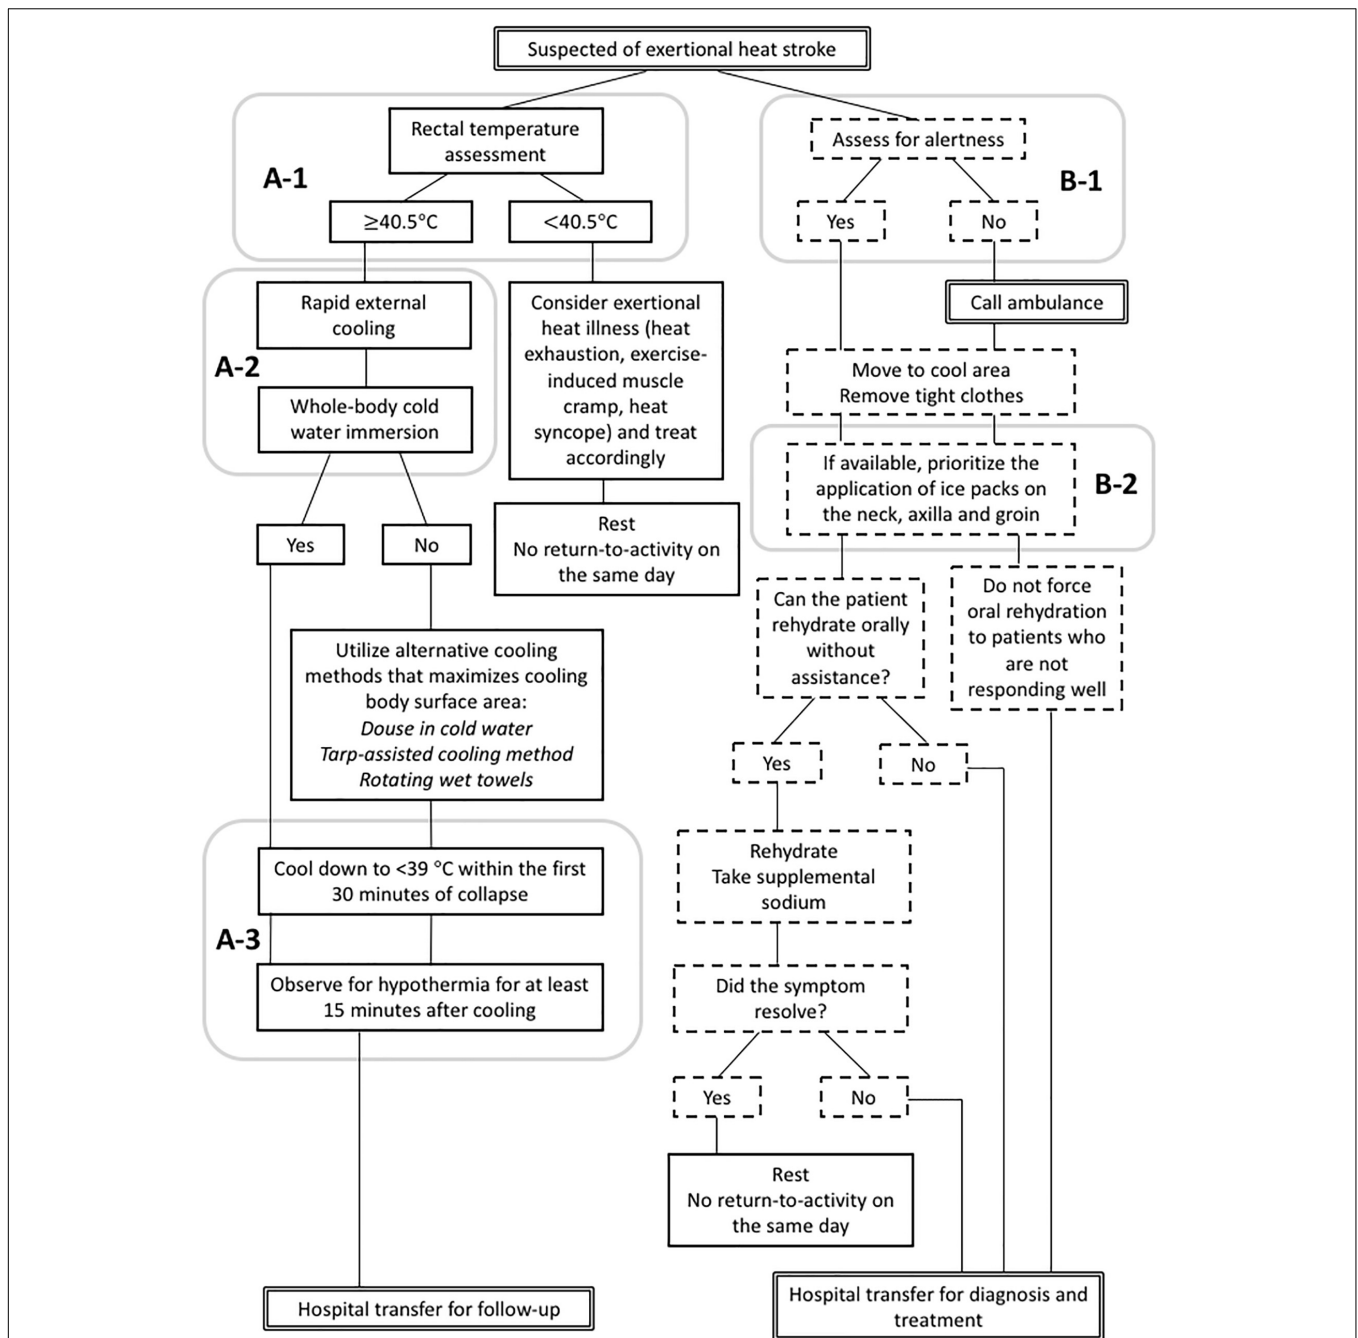 Suspected of exertional heat stroke
Rectal temperature
assessment
A-1
≥40.5°C
<40.5°C
Rapid external
cooling
A-2
Whole-body cold
water immersion
Consider exertional
heat illness (heat
exhaustion, exercise-
induced muscle
cramp, heat
syncope) and treat
accordingly
Yes
No
Rest
No return-to-activity on
the same day
Utilize alternative cooling
methods that maximizes cooling
body surface area:
Douse in cold water
Tarp-assisted cooling method
Rotating wet towels
Cool down to <39 °C within the first
30 minutes of collapse
A-3
Observe for hypothermia for at least
15 minutes after cooling
Hospital transfer for follow-up
Assess for alertness
B-1
Yes
No
Call ambulance
Move to cool area
Remove tight clothes
If available, prioritize the
application of ice packs on
the neck, axilla and groin
B-2
Can the patient
rehydrate orally
without
assistance?
Do not force
oral rehydration
to patients who
are not
responding well
Yes
No
Rehydrate
Take supplemental
sodium
Did the symptom
resolve?
Yes
No
Rest
No return-to-activity on
the same day
Hospital transfer for diagnosis and
treatment